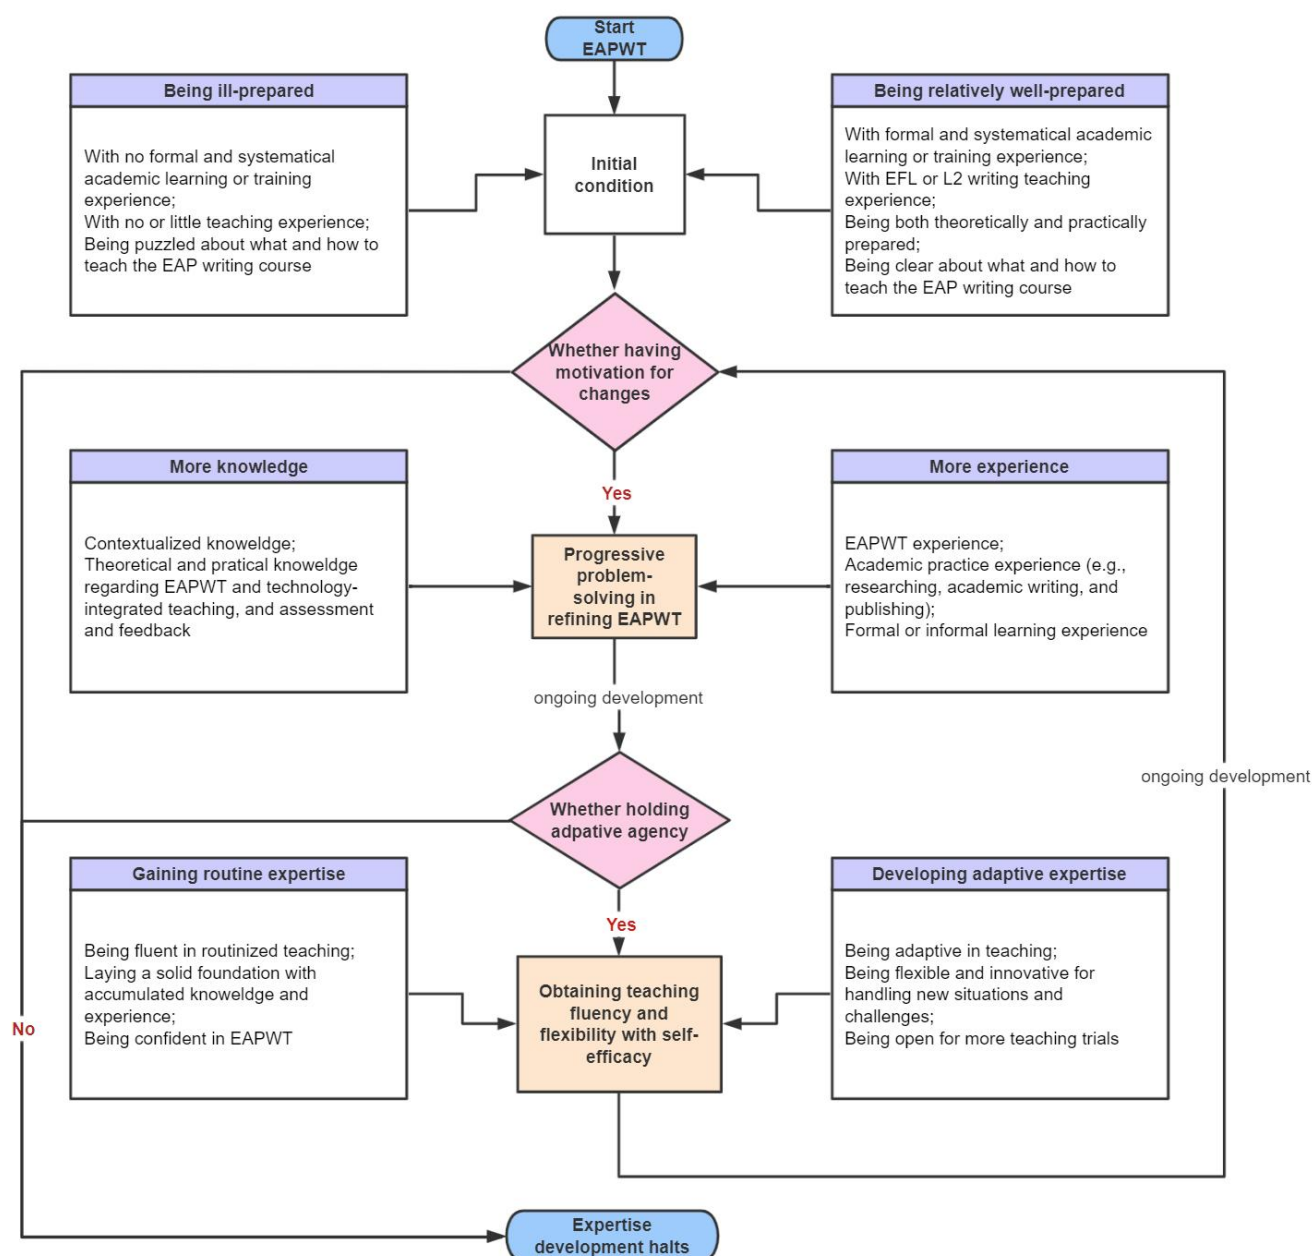 Start
EAPWT
Being ill-prepared
With no formal and systematical
academic learning or training
experience;
With no or little teaching experience;
Being puzzled about what and how to
teach the EAP writing course
Initial
condition
Being relatively well-prepared
With formal and systematical academic
learning or training experience;
With EFL or L2 writing teaching
experience;
Being both theoretically and practically
prepared;
Being clear about what and how to
teach the EAP writing course
Whether having
motivation for
changes
More knowledge
Contextualized knoweldge;
Theoretical and pratical knoweldge
regarding EAPWT and technology-
integrated teaching, and assessment
and feedback
Yes
Progressive
problem-
solving in
refining EAPWT
More experience
EAPWT experience;
Academic practice experience (e.g.,
researching, academic writing, and
publishing);
Formal or informal learning experience
ongoing development
ongoing development
Whether holding
adpative agency
Gaining routine expertise
Being fluent in routinized teaching;
Laying a solid foundation with
accumulated knoweldge and
experience;
Being confident in EAPWT
Yes
Obtaining teaching
fluency and
flexibility with self-
efficacy
Developing adaptive expertise
Being adaptive in teaching;
Being flexible and innovative for
handling new situations and
challenges;
Being open for more teaching trials
No
Expertise
development halts